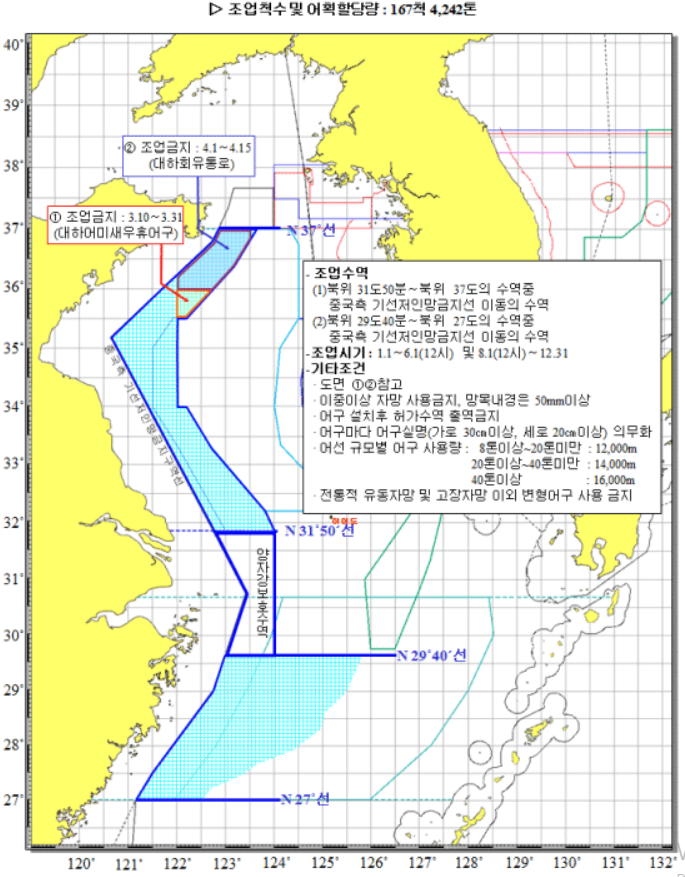 ▷ 조업척수 및 어획할당량 : 167척 4,242톤
40°
39°
38°
37°
36°
35°
34°
33°
32°
31°
30°
29°
28°
27°
② 조업금지 : 4.1~4.15
(대하회유통로)
① 조업금지 : 3.10~3.31
(대하어미새우휴어구)
N 37˚선
- 조업수역
(1)북위 31도50분~북위 37도의 수역중
중국측 기선저인망금지선 이동의 수역
(2)북위 29도40분~북위 27도의 수역중
중국측 기선저인망금지선 이동의 수역
-조업시기 : 1.1~6.1(12시) 및 8.1(12시)~12.31
-기타조건
· 도면 ①②참고
· 이중이상 자망 사용금지, 망목내경은 50mm이상
· 어구 설치후 허가수역 출역금지
· 어구마다 어구실명(가로 30㎝이상, 세로 20㎝이상) 의무화
· 어선 규모별 어구 사용량 : 8톤이상~20톤미만 : 12,000m
20톤이상~40톤미만 : 14,000m
40톤이상 : 16,000m
· 전통적 유동자망 및 고장자망 이외 변형어구 사용 금지
중국측 기선저인망금지구역선
이어도
N 31˚50´선
양자강보호수역
N 29˚40´선
N 27˚선
120° 121° 122° 123° 124° 125° 126° 127° 128° 129° 130° 131° 132°